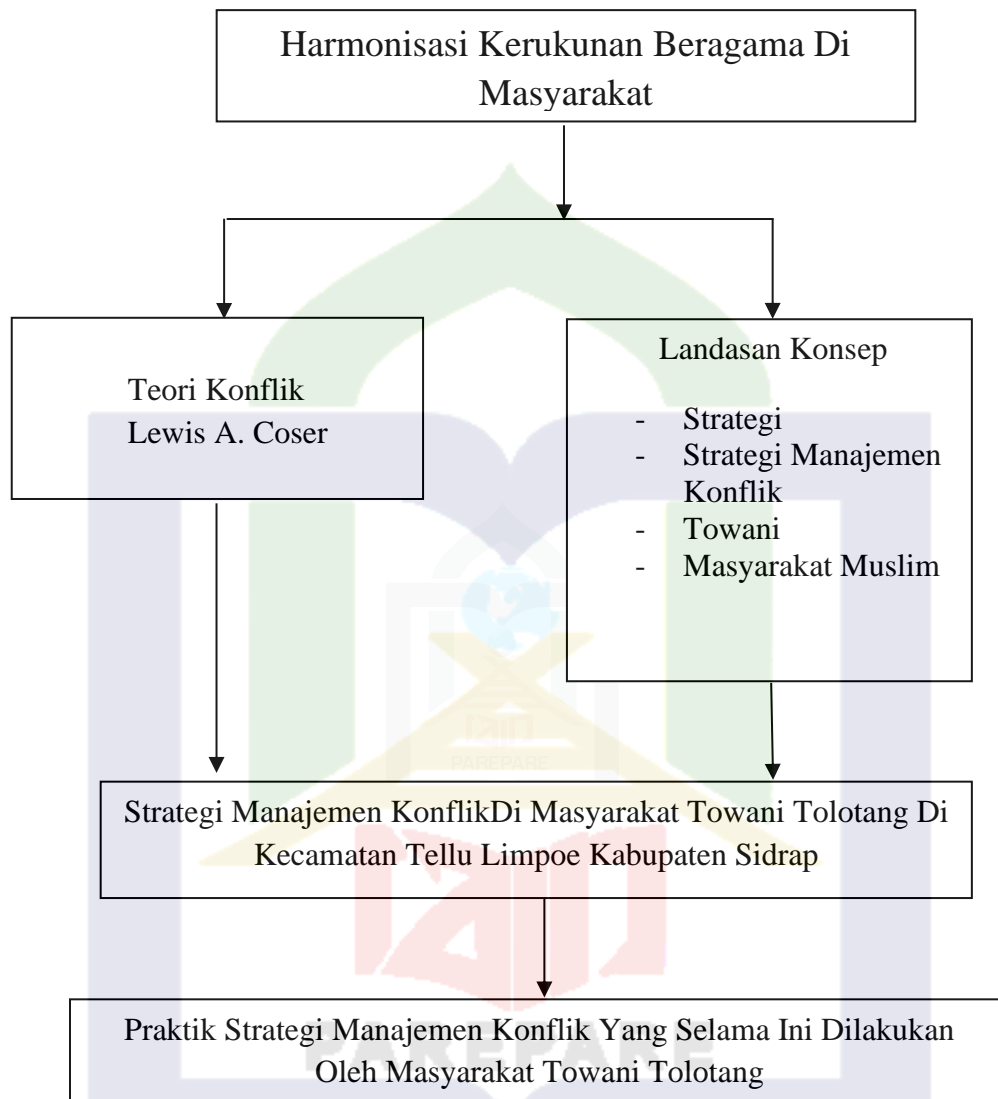 Harmonisasi Kerukunan Beragama Di
Masyarakat
Teori Konflik
Lewis A. Coser
Landasan Konsep
- Strategi
- Strategi Manajemen
Konflik
- Towani
- Masyarakat Muslim
PAREPARE
Strategi Manajemen KonflikDi Masyarakat Towani Tolotang Di
Kecamatan Tellu Limpoe Kabupaten Sidrap
Praktik Strategi Manajemen Konflik Yang Selama Ini Dilakukan
Oleh Masyarakat Towani Tolotang
PAREPARE